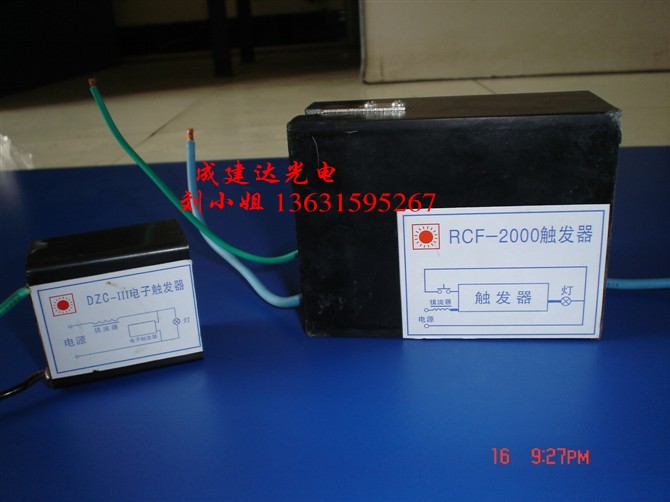 成建达光电
刘小姐 13631595267
DZC-III电子触发器
镇流器
灯
电源
电子触发器
RCF-2000触发器
触发器
灯
镇流器
电源
16 9:27PM